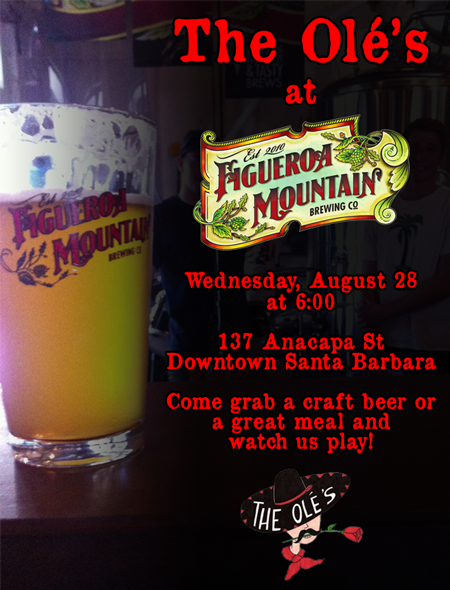 The Olé's
at
Est 2010
FIGUEROA
MOUNTAIN
BREWING CO
FIGUEROA
MOUNTAIN
BREWING CO.
Wednesday, August 28
at 6:00
137 Anacapa St
Downtown Santa Barbara
Come grab a craft beer or
a great meal and
watch us play!
THE OLÉ'S